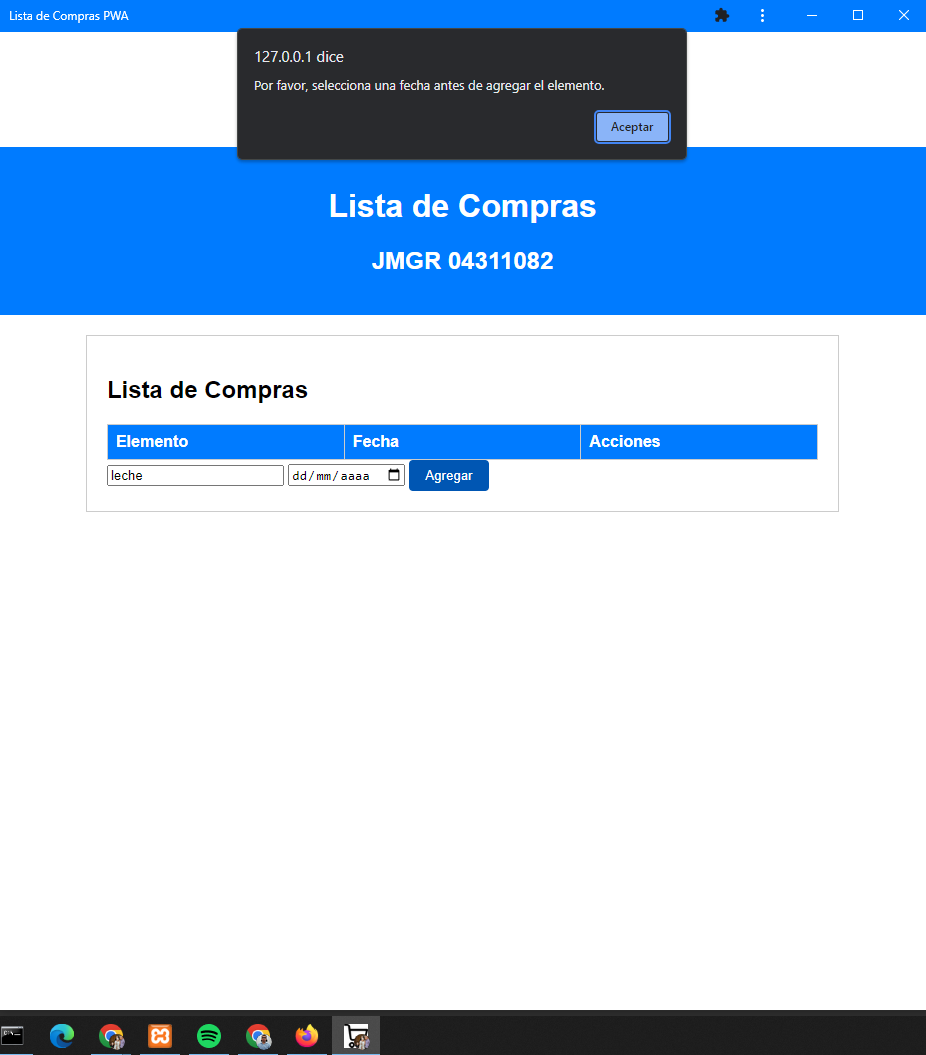 Lista de Compras PWA
127.0.0.1 dice
Por favor, selecciona una fecha antes de agregar el elemento.
Aceptar
Lista de Compras
JMGR 04311082
Lista de Compras
Elemento Fecha Acciones
leche dd/mm/aaaa Agregar